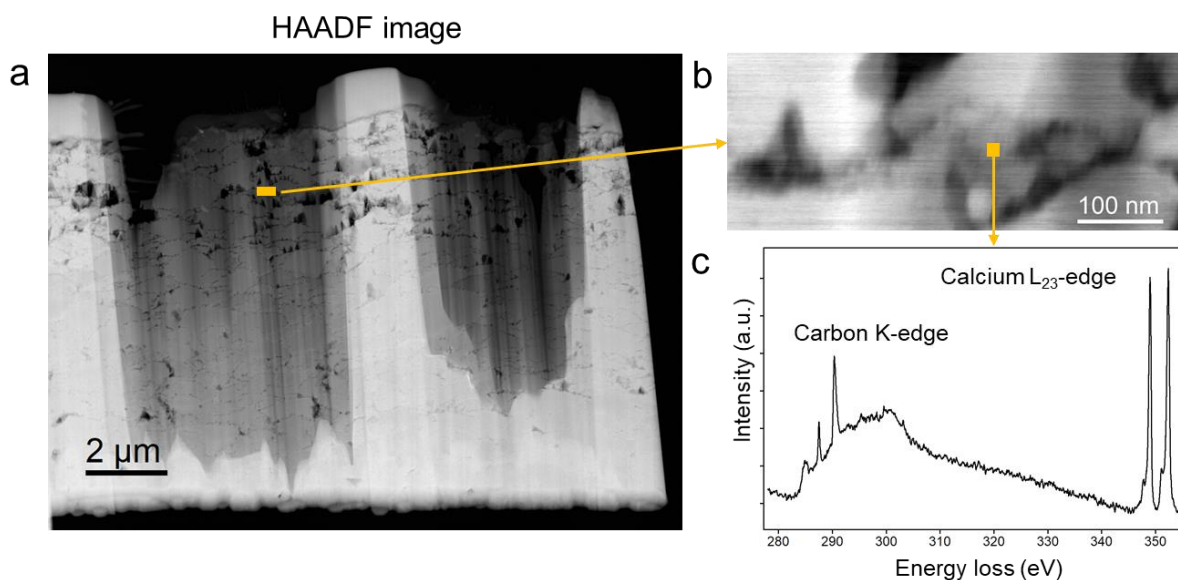 HAADF image
a
2 µm
b
100 nm
c
Calcium L₂₃-edge
Carbon K-edge
Intensity (a.u.)
280 290 300 310 320 330 340 350
Energy loss (eV)